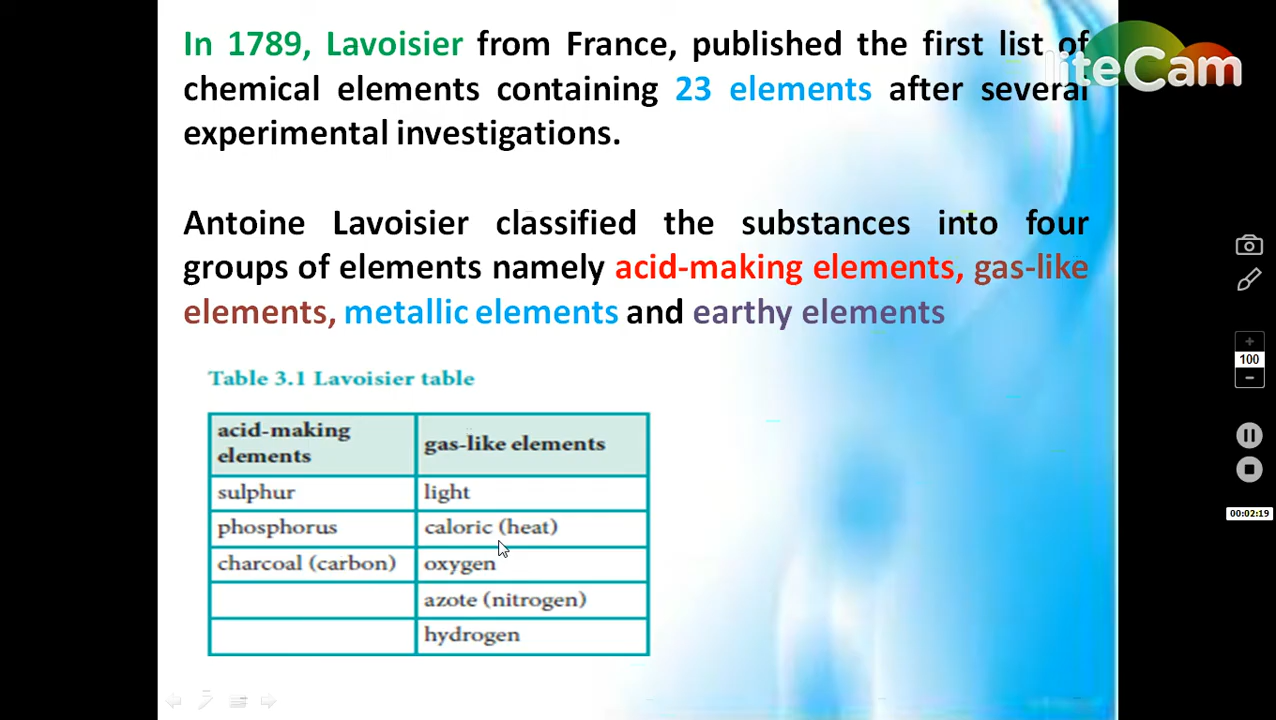 In 1789, Lavoisier from France, published the first list of
chemical elements containing 23 elements after several
experimental investigations.
Antoine Lavoisier classified the substances into four
groups of elements namely acid-making elements, gas-like
elements, metallic elements and earthy elements
Table 3.1 Lavoisier table
acid-making elements gas-like elements
sulphur light
phosphorus caloric (heat)
charcoal (carbon) oxygen
azote (nitrogen)
hydrogen
liteCam
100
00:02:19